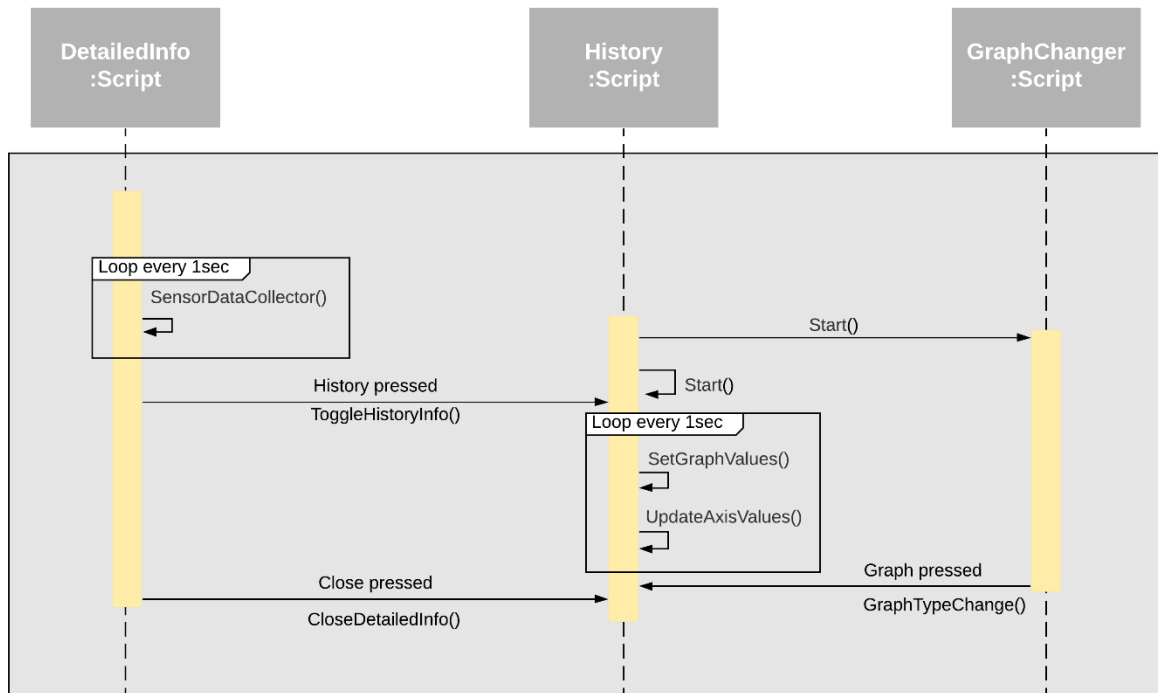 DetailedInfo
:Script
History
:Script
GraphChanger
:Script
Loop every 1sec
SensorDataCollector()
Start()
Start()
History pressed
ToggleHistoryInfo()
Loop every 1sec
SetGraphValues()
UpdateAxisValues()
Graph pressed
GraphTypeChange()
Close pressed
CloseDetailedInfo()